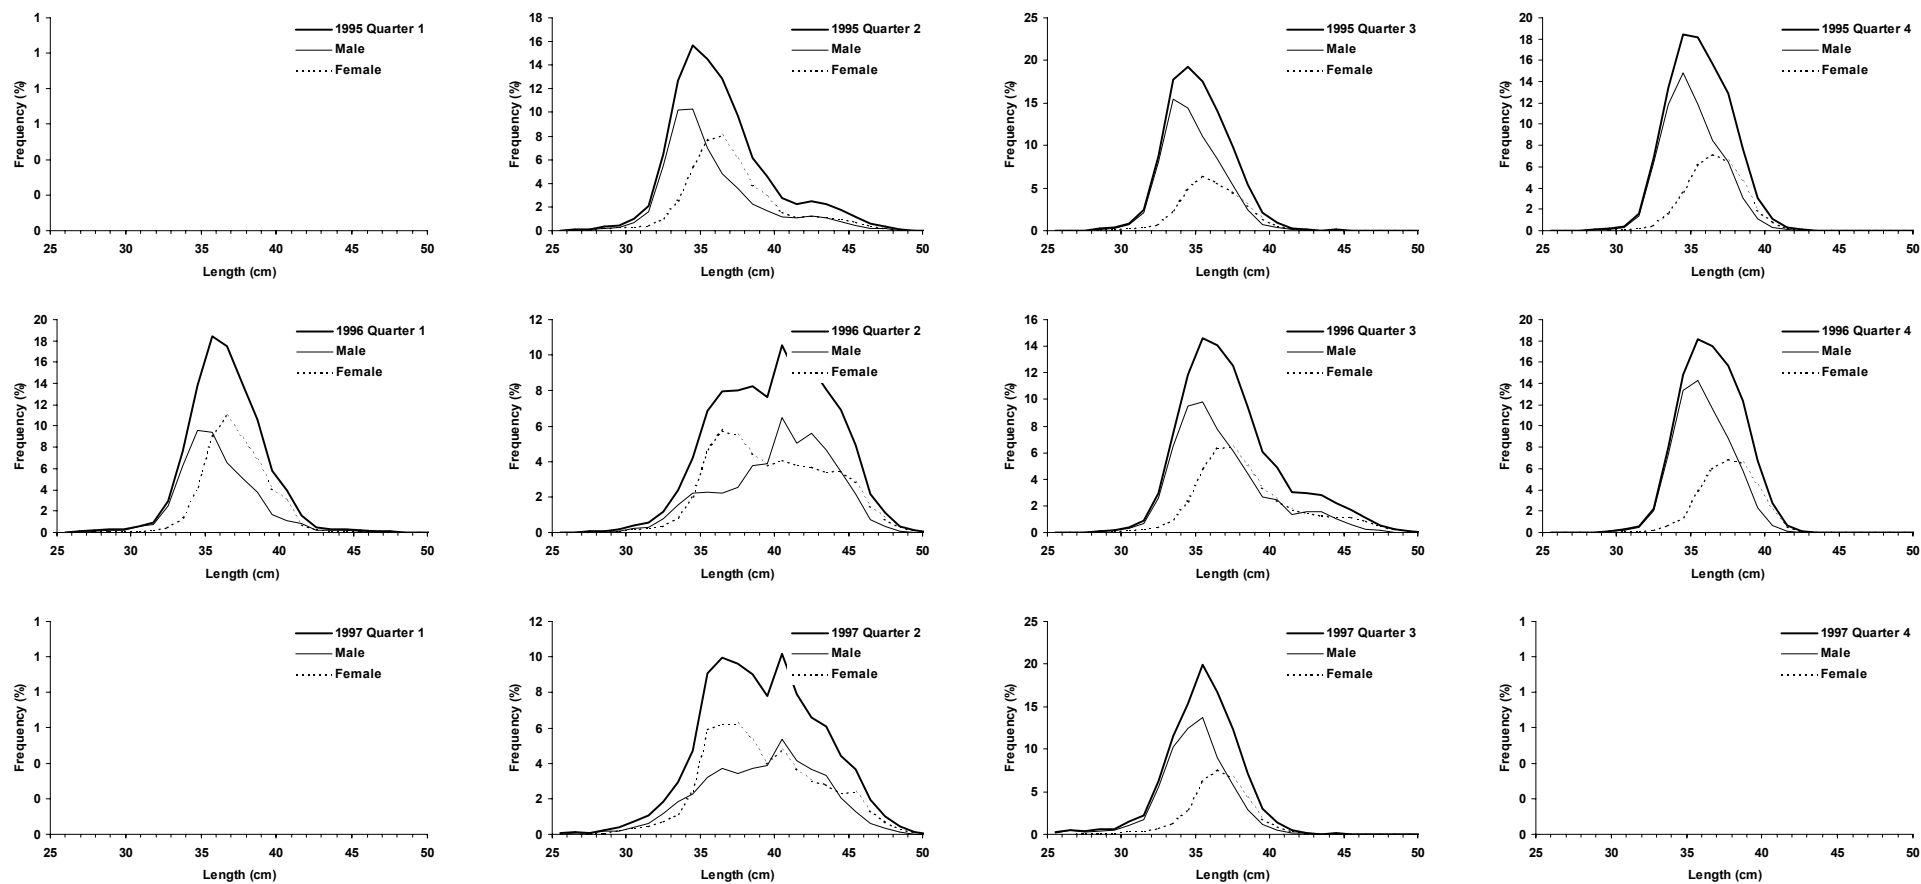 1995 Quarter 1
Male
Female
Frequency (%)
1
1
1
1
0
0
0
25 30 35 40 45 50
Length (cm)
1995 Quarter 2
Male
Female
Frequency (%)
18
16
14
12
10
8
6
4
2
0
25 30 35 40 45 50
Length (cm)
1995 Quarter 3
Male
Female
Frequency (%)
25
20
15
10
5
0
25 30 35 40 45 50
Length (cm)
1995 Quarter 4
Male
Female
Frequency (%)
20
18
16
14
12
10
8
6
4
2
0
25 30 35 40 45 50
Length (cm)
1996 Quarter 1
Male
Female
Frequency (%)
20
18
16
14
12
10
8
6
4
2
0
25 30 35 40 45 50
Length (cm)
1996 Quarter 2
Male
Female
Frequency (%)
12
10
8
6
4
2
0
25 30 35 40 45 50
Length (cm)
1996 Quarter 3
Male
Female
Frequency (%)
16
14
12
10
8
6
4
2
0
25 30 35 40 45 50
Length (cm)
1996 Quarter 4
Male
Female
Frequency (%)
20
18
16
14
12
10
8
6
4
2
0
25 30 35 40 45 50
Length (cm)
1997 Quarter 1
Male
Female
Frequency (%)
1
1
1
1
0
0
0
25 30 35 40 45 50
Length (cm)
1997 Quarter 2
Male
Female
Frequency (%)
12
10
8
6
4
2
0
25 30 35 40 45 50
Length (cm)
1997 Quarter 3
Male
Female
Frequency (%)
25
20
15
10
5
0
25 30 35 40 45 50
Length (cm)
1997 Quarter 4
Male
Female
Frequency (%)
1
1
1
1
0
0
0
25 30 35 40 45 50
Length (cm)